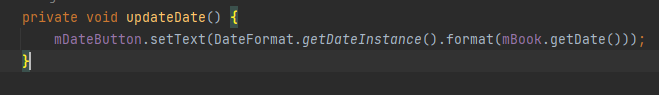 private void updateDate() {
    mDateButton.setText(DateFormat.getDateInstance().format(mBook.getDate()));
}